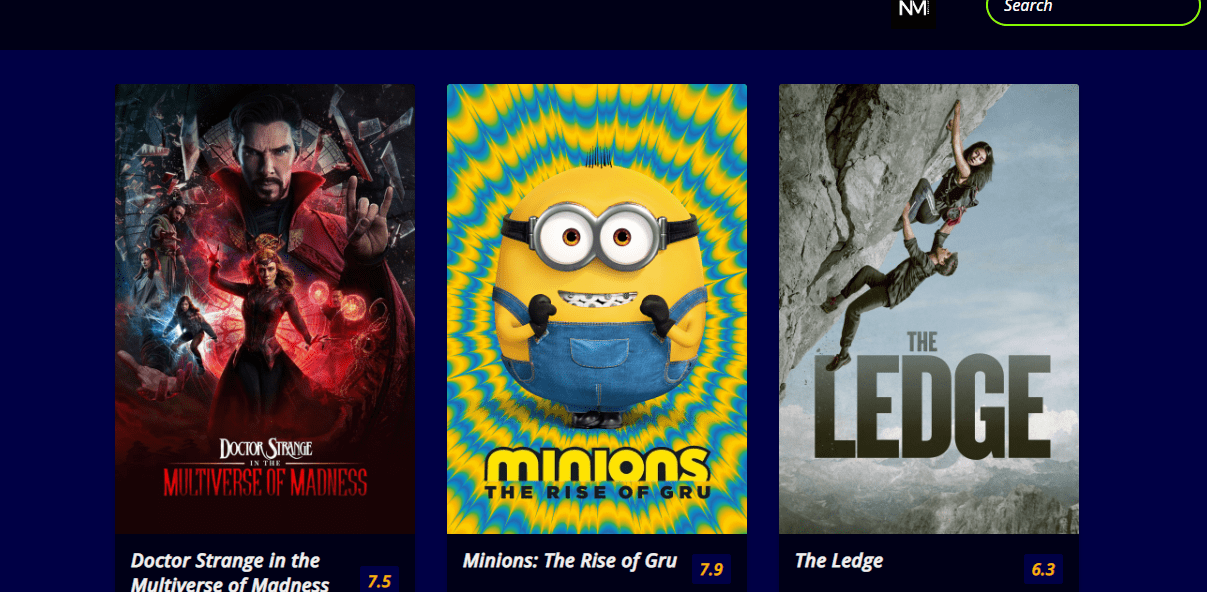 NM
Search
DOCTOR STRANGE
IN THE
MULTIVERSE OF MADNESS
minions
THE RISE OF GRU
THE
LEDGE
Doctor Strange in the
Multiverse of Madness
7.5
Minions: The Rise of Gru
7.9
The Ledge
6.3